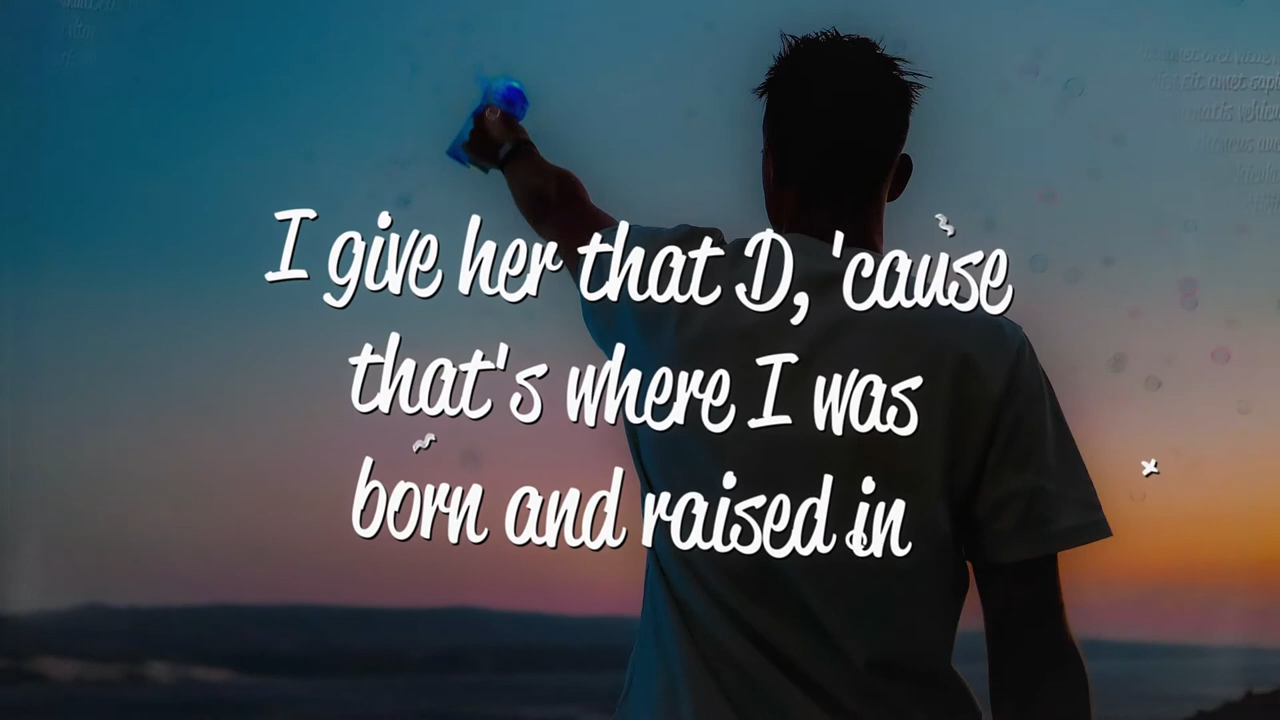 I give her that D, 'cause
that's where I was
born and raised in